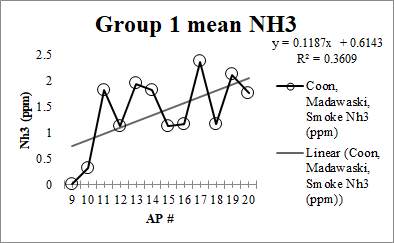 Group 1 mean NH3
y = 0.1187x + 0.6143
R² = 0.3609
2.5
2
1.5
1
0.5
0
Nh3 (ppm)
9 10 11 12 13 14 15 16 17 18 19 20
AP #
Coon,
Madawaski,
Smoke Nh3
(ppm)
Linear (Coon,
Madawaski,
Smoke Nh3
(ppm))